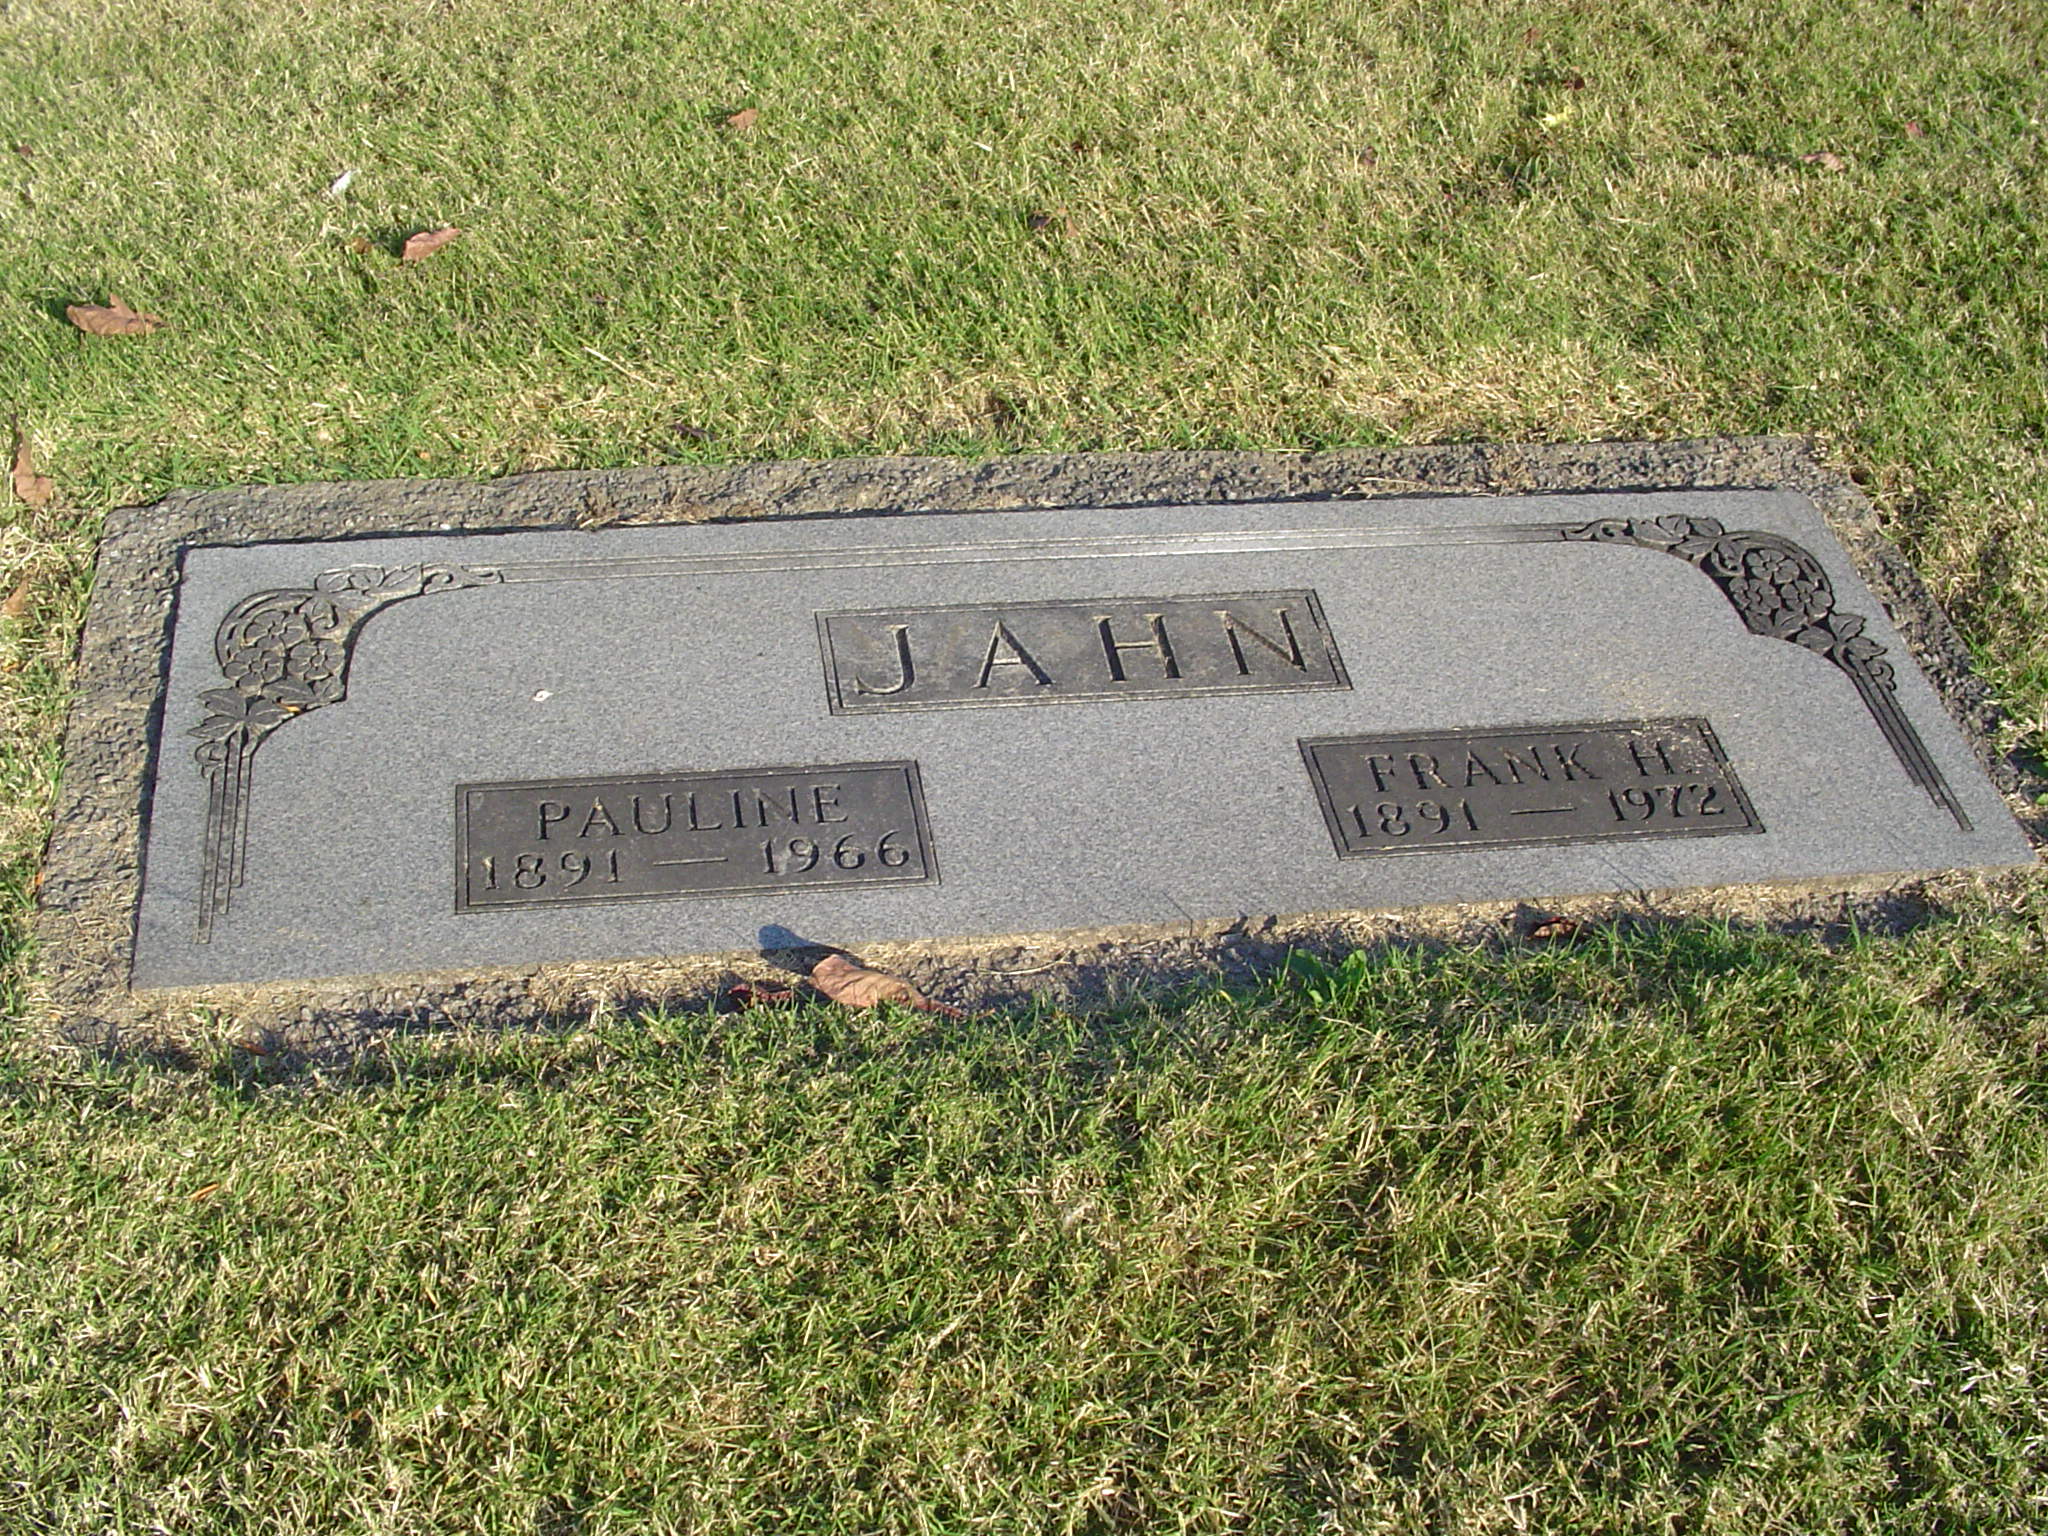 JAHN
PAULINE
1891 — 1966
FRANK H.
1891 — 1972